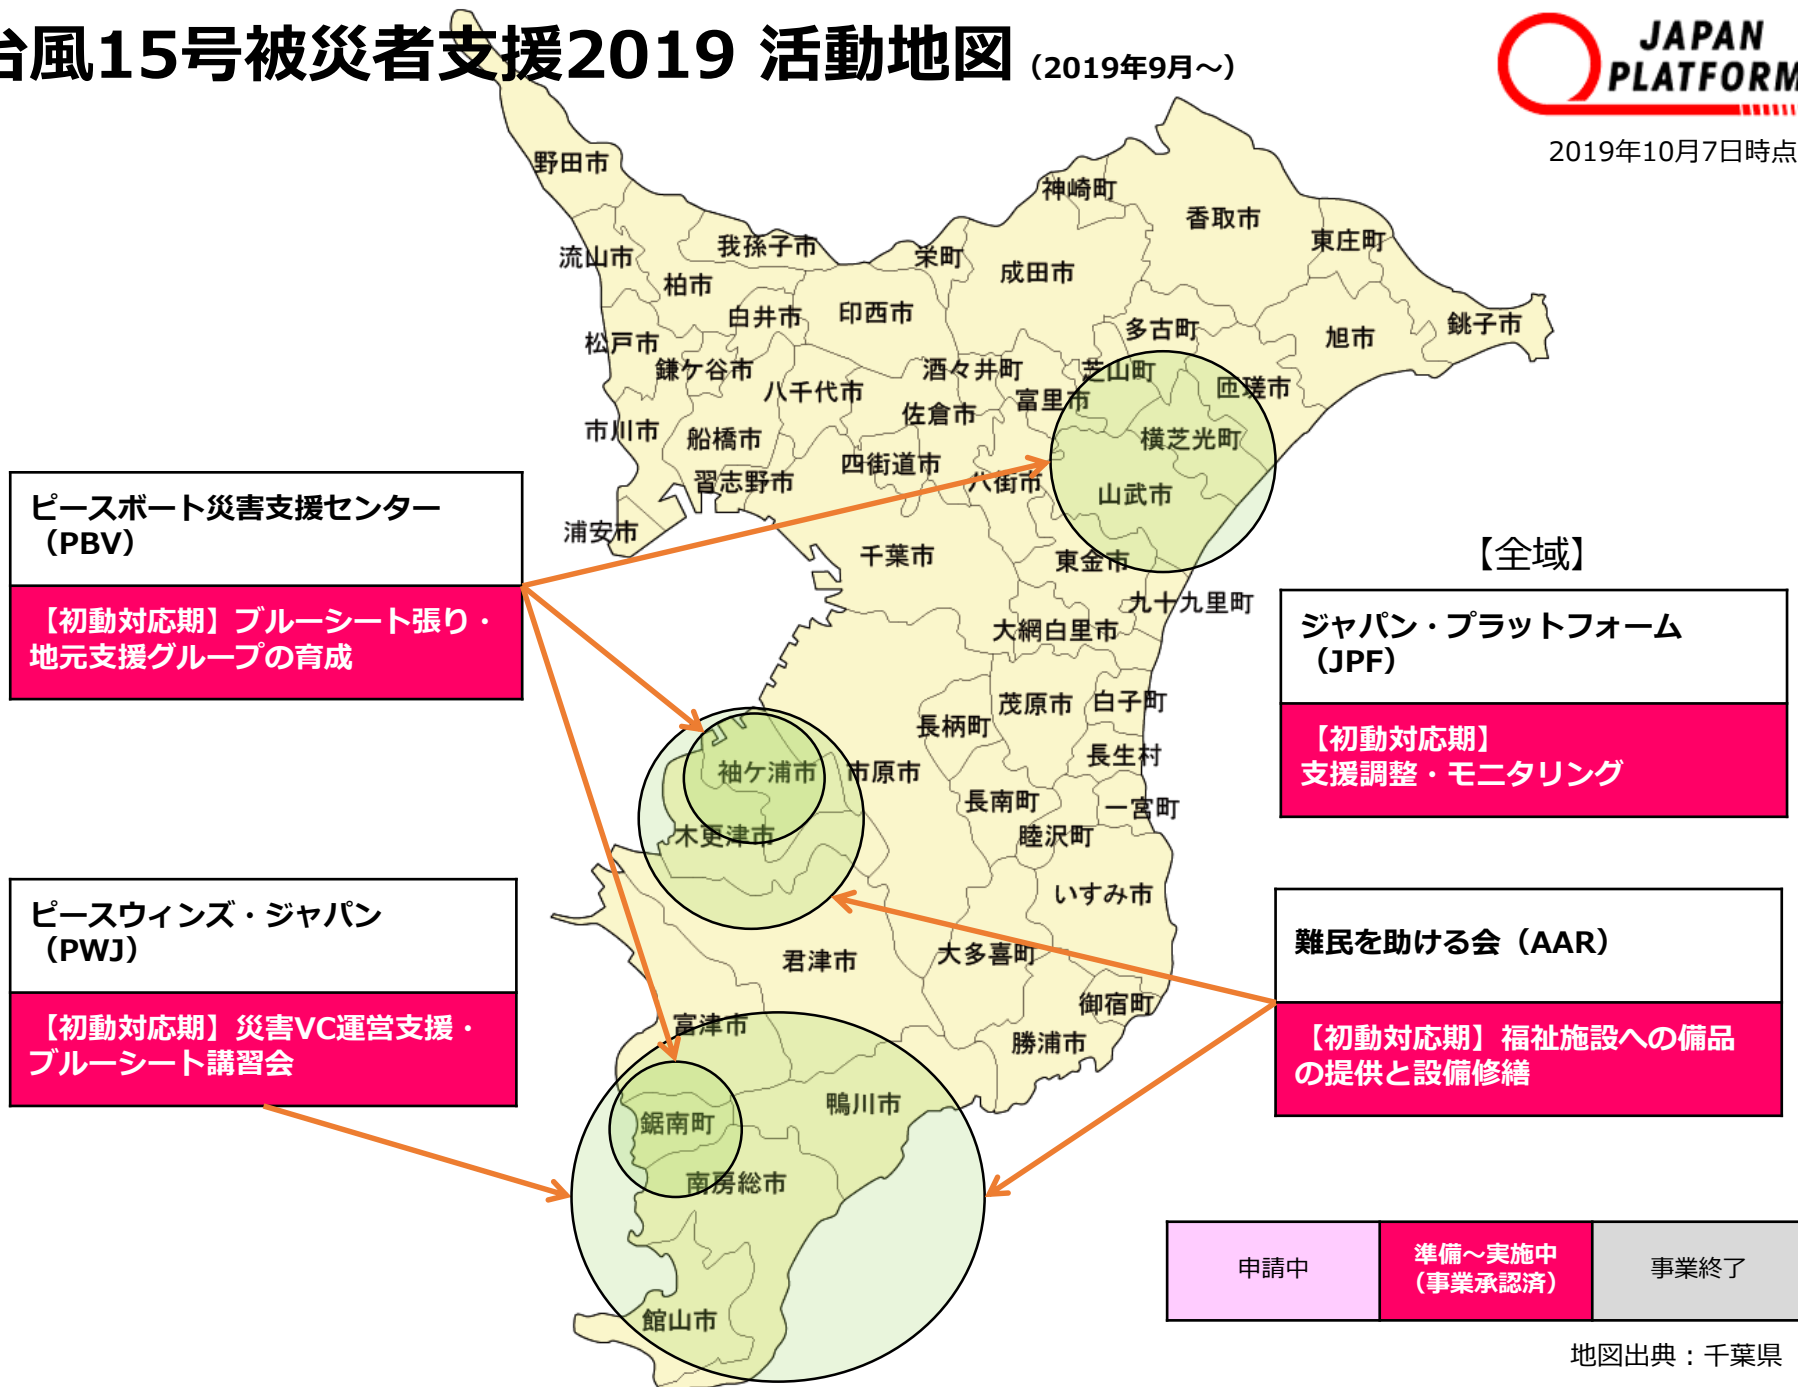 台風15号被災者支援2019 活動地図（2019年9月～）
JAPAN
PLATFORM
2019年10月7日時点
野田市
流山市
我孫子市
柏市
白井市
印西市
栄町
成田市
神崎町
香取市
東庄町
銚子市
旭市
多古町
松戸市
鎌ケ谷市
八千代市
酒々井町
芝山町
匝瑳市
富里市
佐倉市
市川市
船橋市
四街道市
横芝光町
習志野市
八街市
山武市
浦安市
千葉市
東金市
九十九里町
大網白里市
茂原市
白子町
長柄町
長生村
袖ケ浦市
市原市
長南町
一宮町
木更津市
睦沢町
いすみ市
君津市
大多喜町
御宿町
富津市
勝浦市
鴨川市
鋸南町
南房総市
館山市
ピースボート災害支援センター
（PBV）
【初動対応期】ブルーシート張り・
地元支援グループの育成
ピースウィンズ・ジャパン
（PWJ）
【初動対応期】災害VC運営支援・
ブルーシート講習会
【全域】
ジャパン・プラットフォーム
（JPF）
【初動対応期】
支援調整・モニタリング
難民を助ける会（AAR）
【初動対応期】福祉施設への備品
の提供と設備修繕
申請中
準備～実施中
（事業承認済）
事業終了
地図出典：千葉県